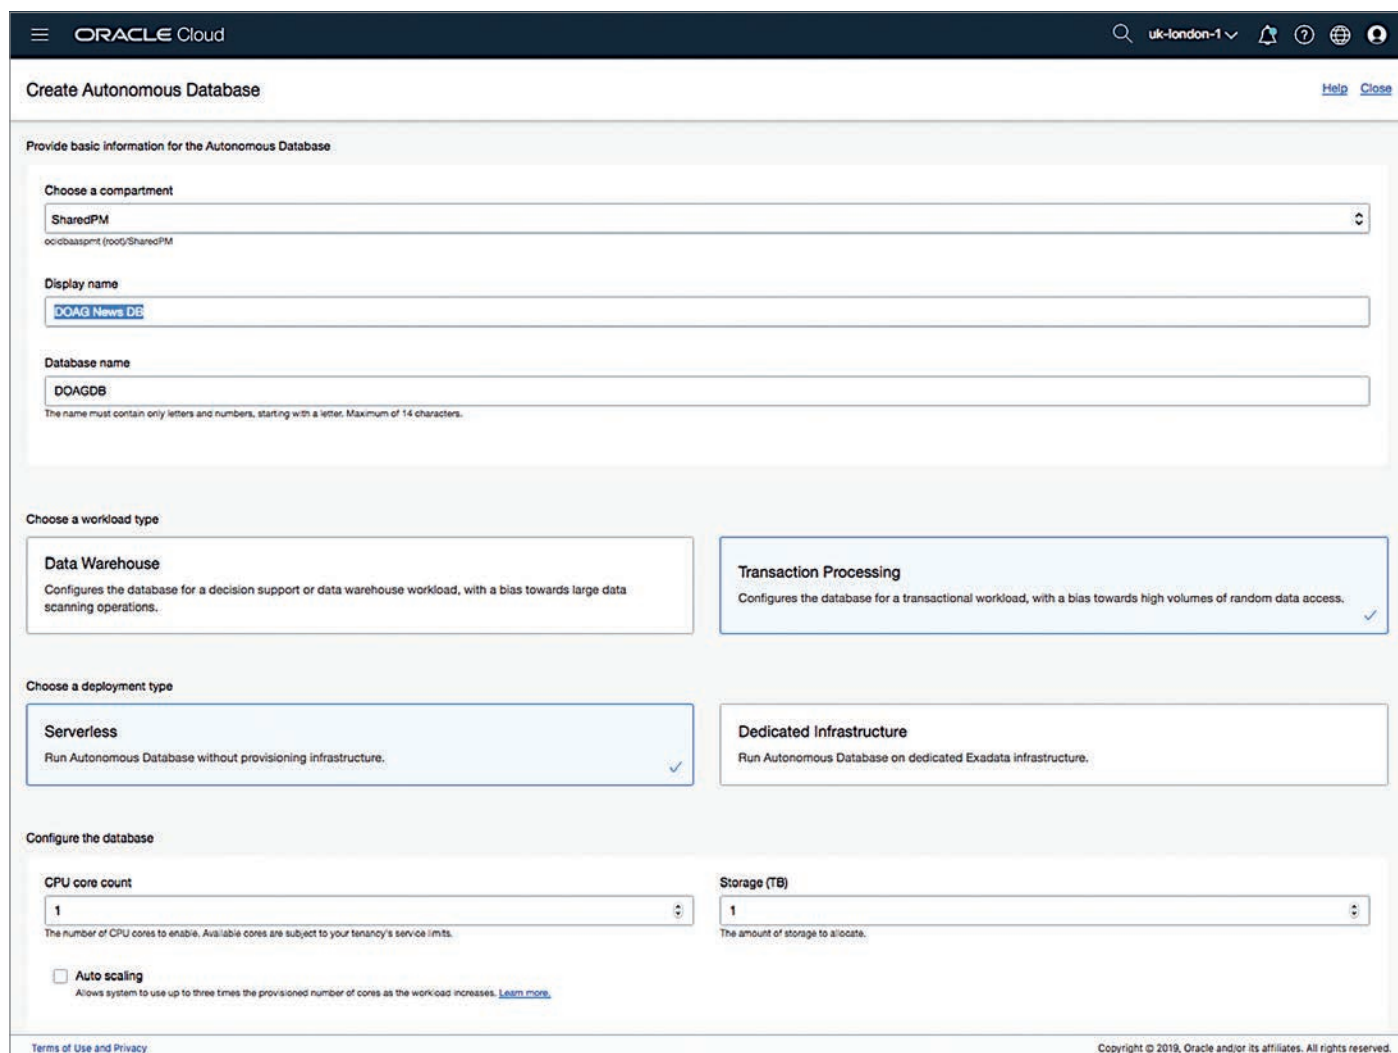 ORACLE Cloud
uk-london-1
Create Autonomous Database
Help Close
Provide basic information for the Autonomous Database
Choose a compartment
SharedPM
ocidbaaspmt (root)/SharedPM
Display name
DOAG News DB
Database name
DOAGDB
The name must contain only letters and numbers, starting with a letter. Maximum of 14 characters.
Choose a workload type
Data Warehouse
Configures the database for a decision support or data warehouse workload, with a bias towards large data
scanning operations.
Transaction Processing
Configures the database for a transactional workload, with a bias towards high volumes of random data access.
Choose a deployment type
Serverless
Run Autonomous Database without provisioning infrastructure.
Dedicated Infrastructure
Run Autonomous Database on dedicated Exadata infrastructure.
Configure the database
CPU core count
1
The number of CPU cores to enable. Available cores are subject to your tenancy's service limits.
Storage (TB)
1
The amount of storage to allocate.
Auto scaling
Allows system to use up to three times the provisioned number of cores as the workload increases. Learn more.
Terms of Use and Privacy
Copyright © 2019, Oracle and/or its affiliates. All rights reserved.